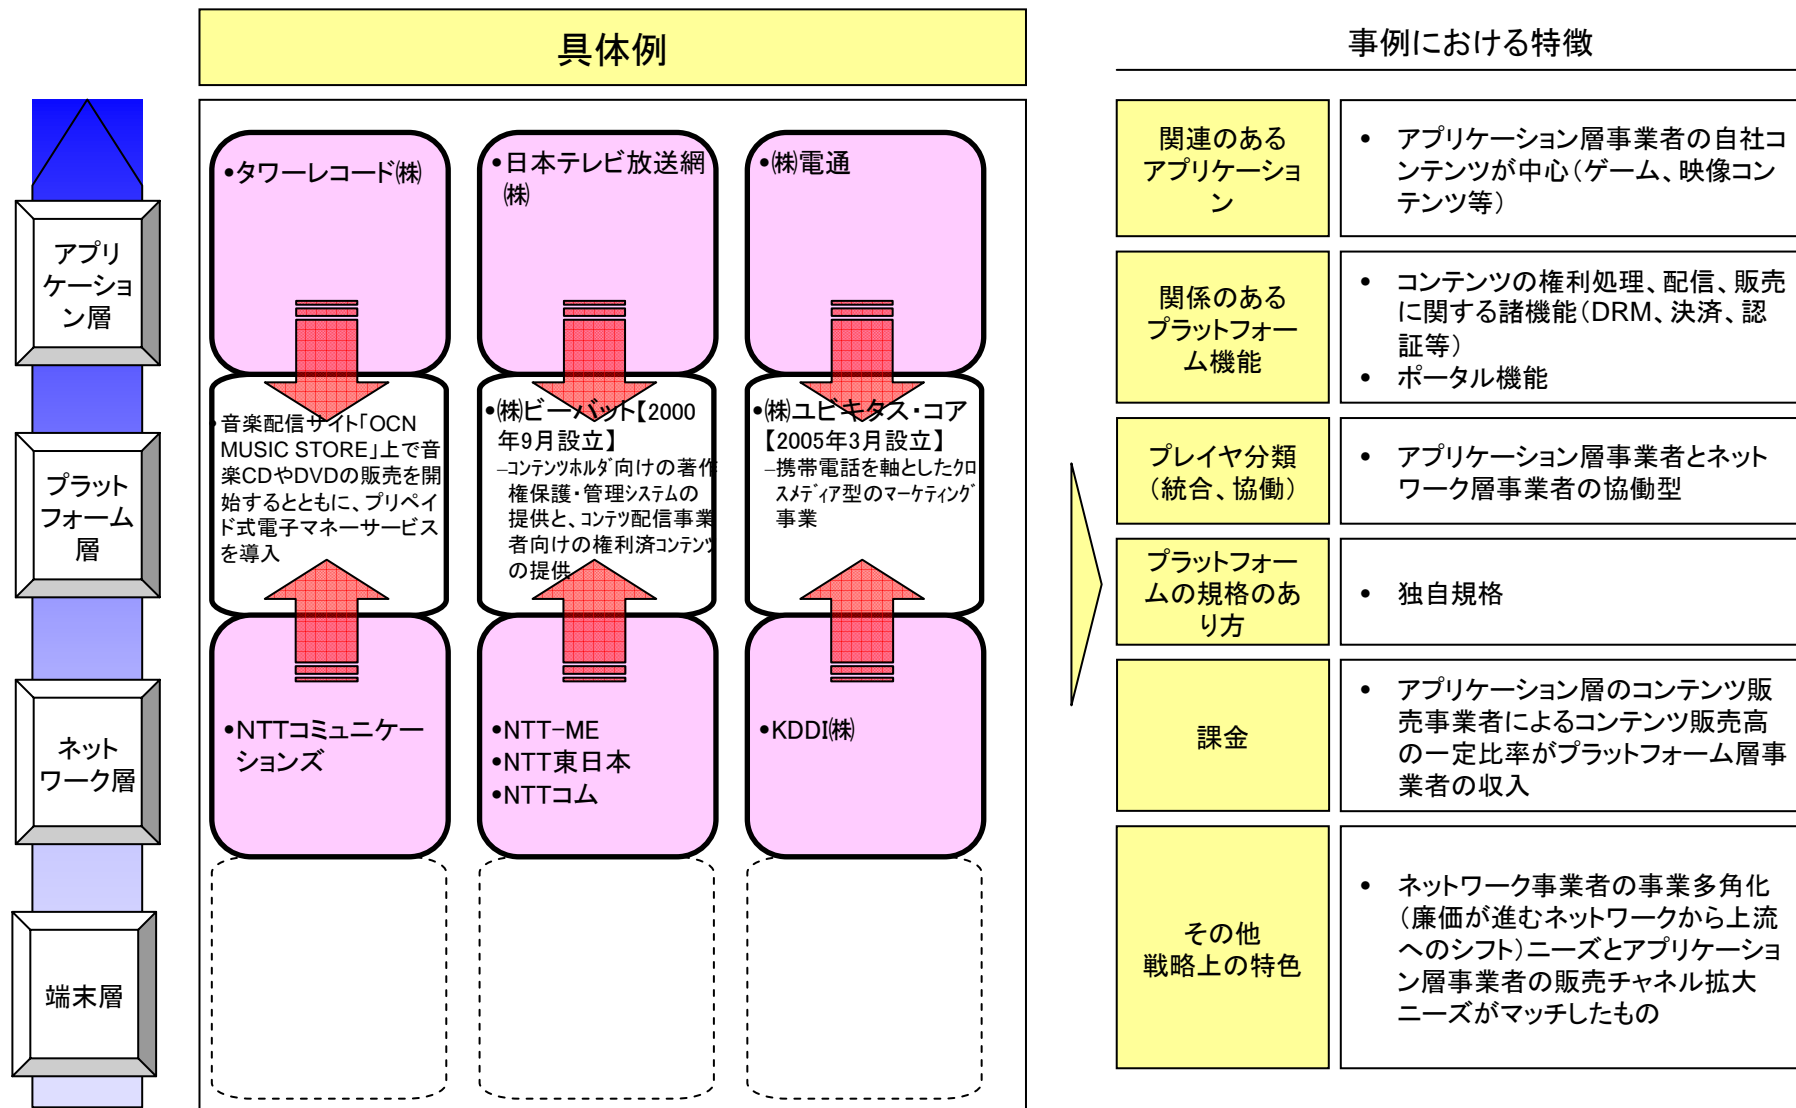 具体例
事例における特徴
アプリ
ケーショ
ン層
プラット
フォーム
層
ネット
ワーク層
端末層
•タワーレコード㈱
•日本テレビ放送網
㈱
•㈱電通
•音楽配信サイト「OCN
MUSIC STORE」上で音
楽CDやDVDの販売を開
始するとともに、プリペイ
ド式電子マネーサービス
を導入
•㈱ビーバット【2000
年9月設立】
–コンテンツホルダ向けの著作
権保護・管理システムの
提供と、コンテツ配信事業
者向けの権利済コンテンツ
の提供
•㈱ユビキタス・コア
【2005年3月設立】
–携帯電話を軸としたクロ
スメディア型のマーケティング
事業
•NTTコミュニケー
ションズ
•NTT-ME
•NTT東日本
•NTTコム
•KDDI㈱
関連のある
アプリケーショ
ン
• アプリケーション層事業者の自社コ
ンテンツが中心（ゲーム、映像コン
テンツ等）
関係のある
プラットフォー
ム機能
• コンテンツの権利処理、配信、販売
に関する諸機能（DRM、決済、認
証等）
• ポータル機能
プレイヤ分類
（統合、協働）
• アプリケーション層事業者とネット
ワーク層事業者の協働型
プラットフォー
ムの規格のあ
り方
• 独自規格
課金
• アプリケーション層のコンテンツ販
売事業者によるコンテンツ販売高
の一定比率がプラットフォーム層事
業者の収入
その他
戦略上の特色
• ネットワーク事業者の事業多角化
（廉価が進むネットワークから上流
へのシフト）ニーズとアプリケーショ
ン層事業者の販売チャネル拡大
ニーズがマッチしたもの